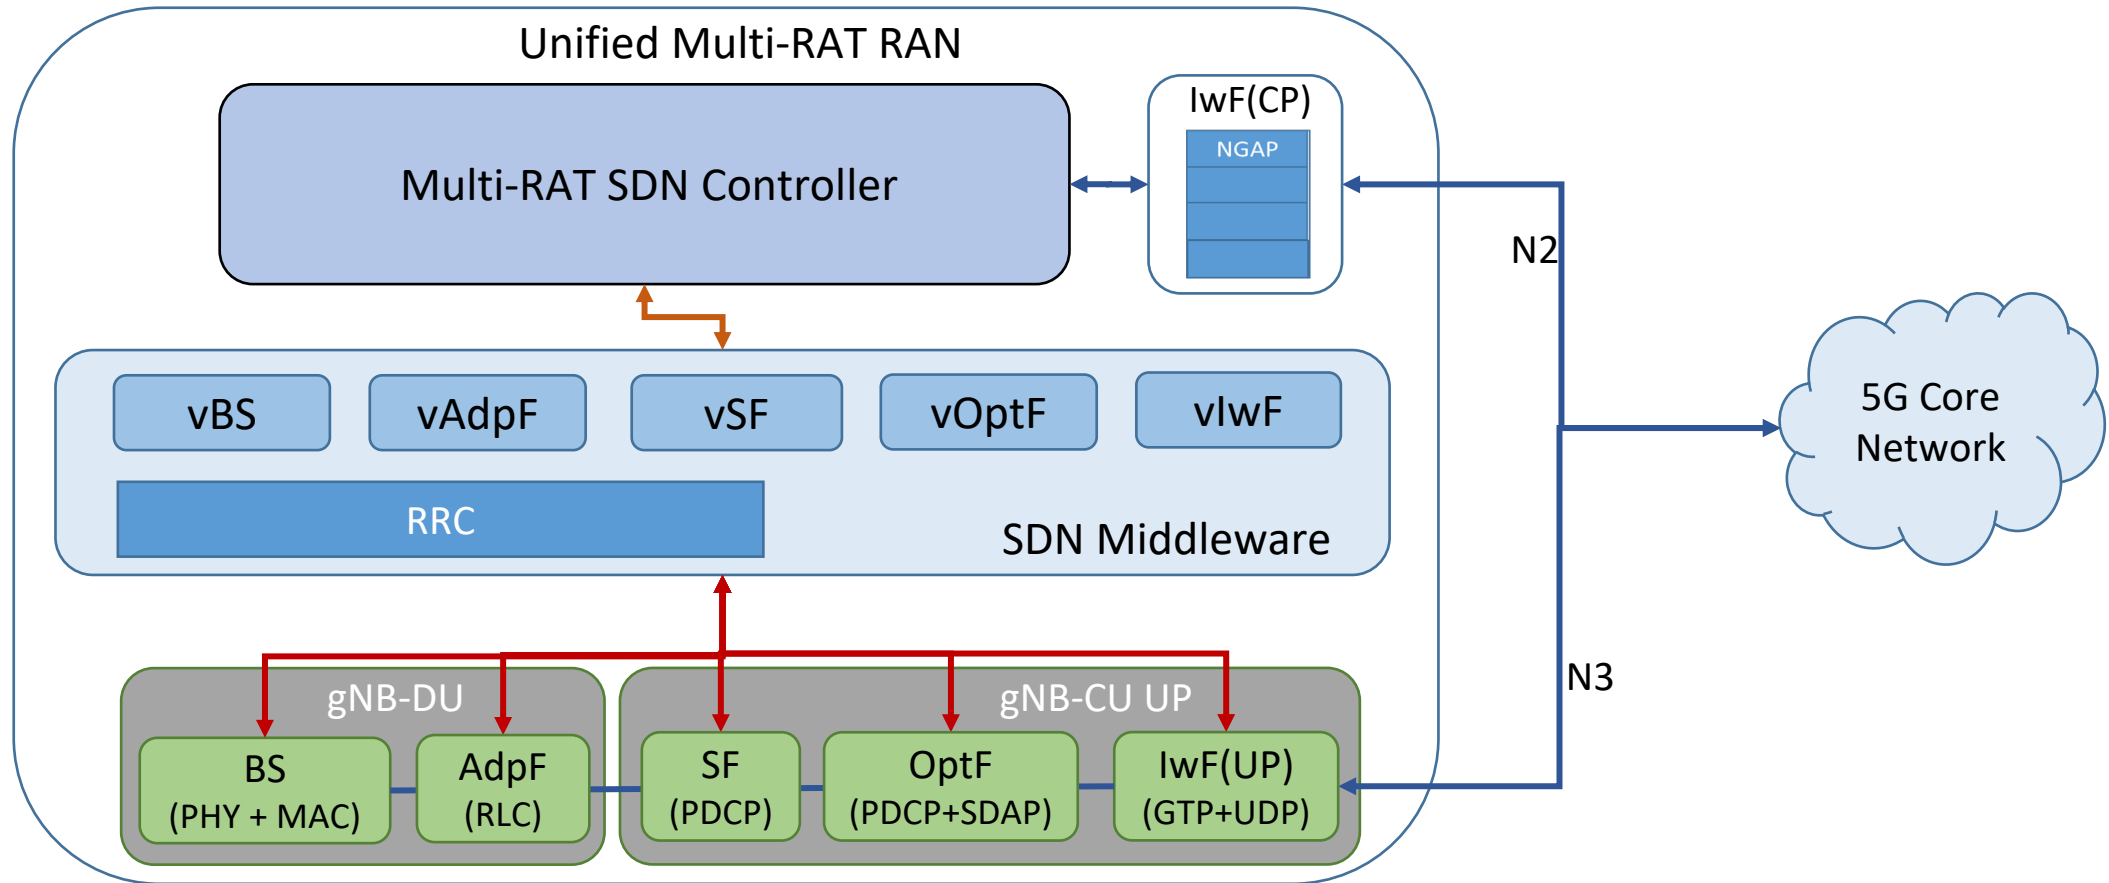 Unified Multi-RAT RAN
Multi-RAT SDN Controller
IwF(CP)
NGAP
N2
5G Core
Network
vBS
vAdpF
vSF
vOptF
vIwF
RRC
SDN Middleware
N3
gNB-DU
gNB-CU UP
BS
(PHY + MAC)
AdpF
(RLC)
SF
(PDCP)
OptF
(PDCP+SDAP)
IwF(UP)
(GTP+UDP)